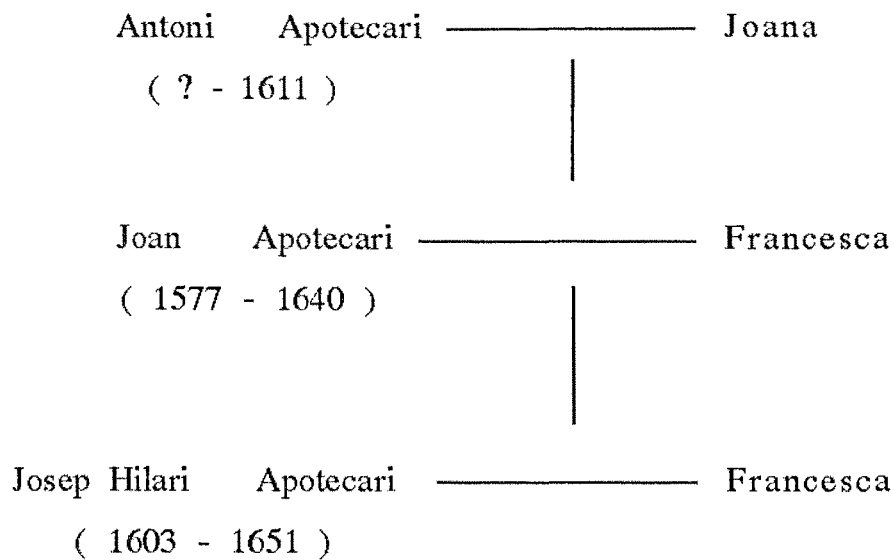 Antoni Apotecari Joana
( ? - 1611 )
Joan Apotecari Francesca
( 1577 - 1640 )
Josep Hilari Apotecari Francesca
( 1603 - 1651 )